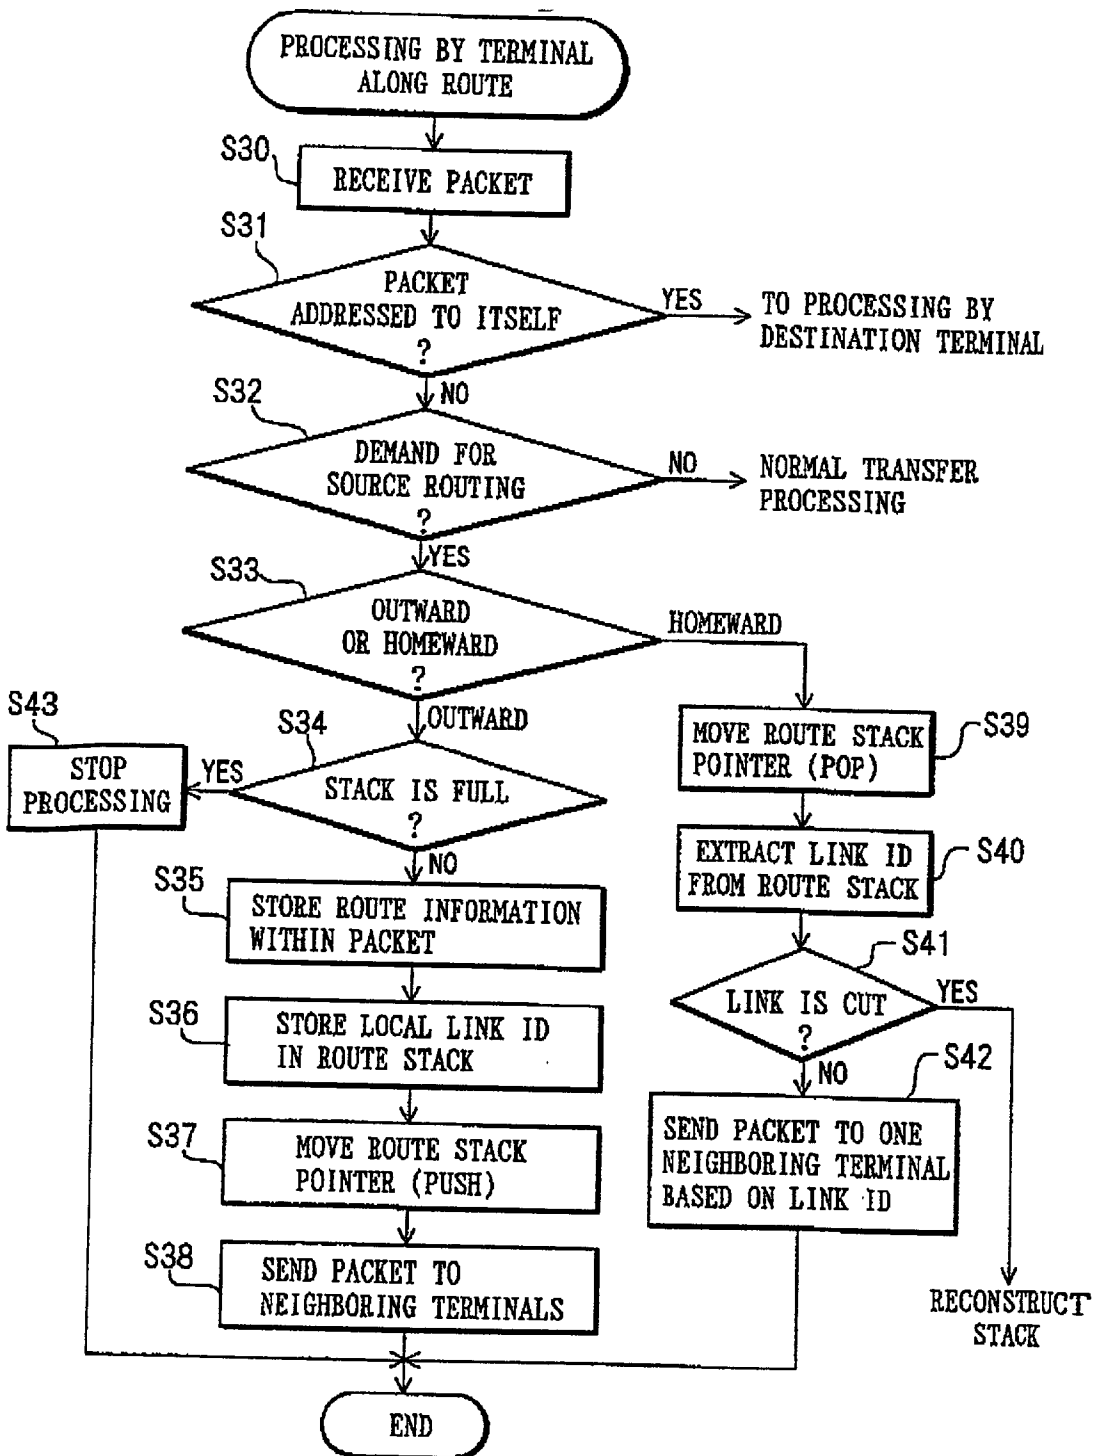 PROCESSING BY TERMINAL
ALONG ROUTE
S30
RECEIVE PACKET
S31
PACKET
ADDRESSED TO ITSELF
?
YES
TO PROCESSING BY
DESTINATION TERMINAL
NO
S32
DEMAND FOR
SOURCE ROUTING
?
NO
NORMAL TRANSFER
PROCESSING
YES
S33
OUTWARD
OR HOMEWARD
?
HOMEWARD
OUTWARD
S43
STOP
PROCESSING
YES
S34
STACK IS FULL
?
NO
S39
MOVE ROUTE STACK
POINTER (POP)
S40
EXTRACT LINK ID
FROM ROUTE STACK
S35
STORE ROUTE INFORMATION
WITHIN PACKET
S41
LINK IS CUT
?
YES
NO
S36
STORE LOCAL LINK ID
IN ROUTE STACK
S42
SEND PACKET TO ONE
NEIGHBORING TERMINAL
BASED ON LINK ID
S37
MOVE ROUTE STACK
POINTER (PUSH)
S38
SEND PACKET TO
NEIGHBORING TERMINALS
RECONSTRUCT
STACK
END